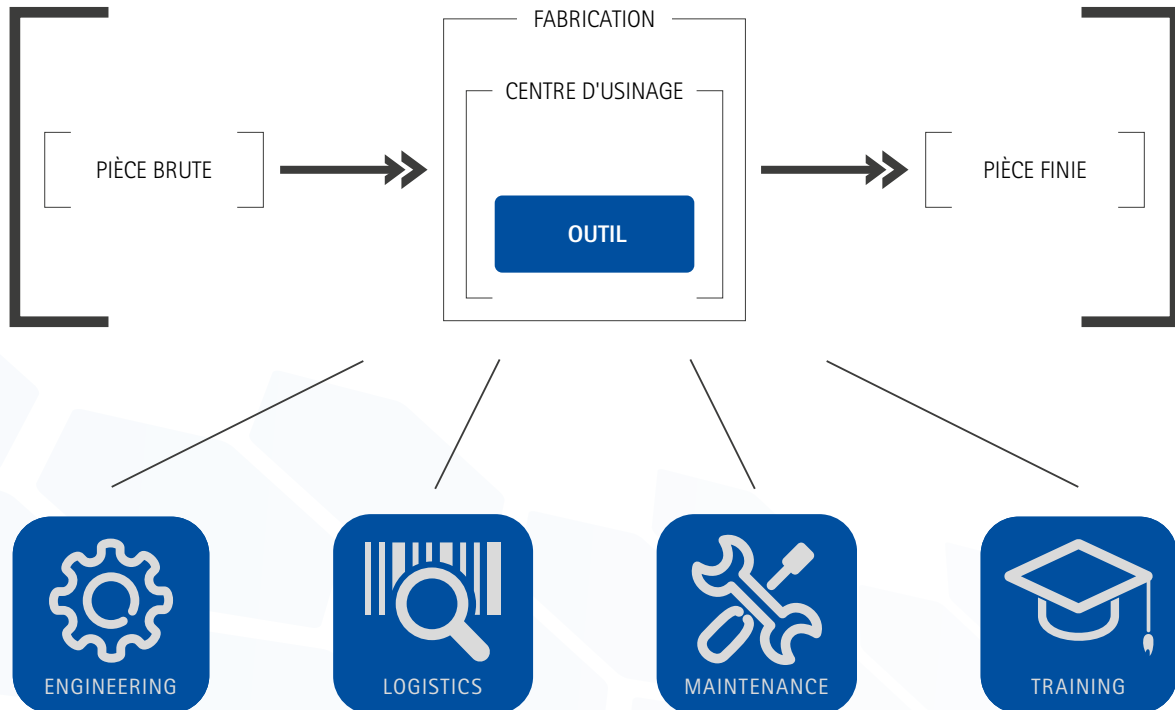 FABRICATION
CENTRE D'USINAGE
PIÈCE BRUTE
OUTIL
PIÈCE FINIE
ENGINEERING
LOGISTICS
MAINTENANCE
TRAINING